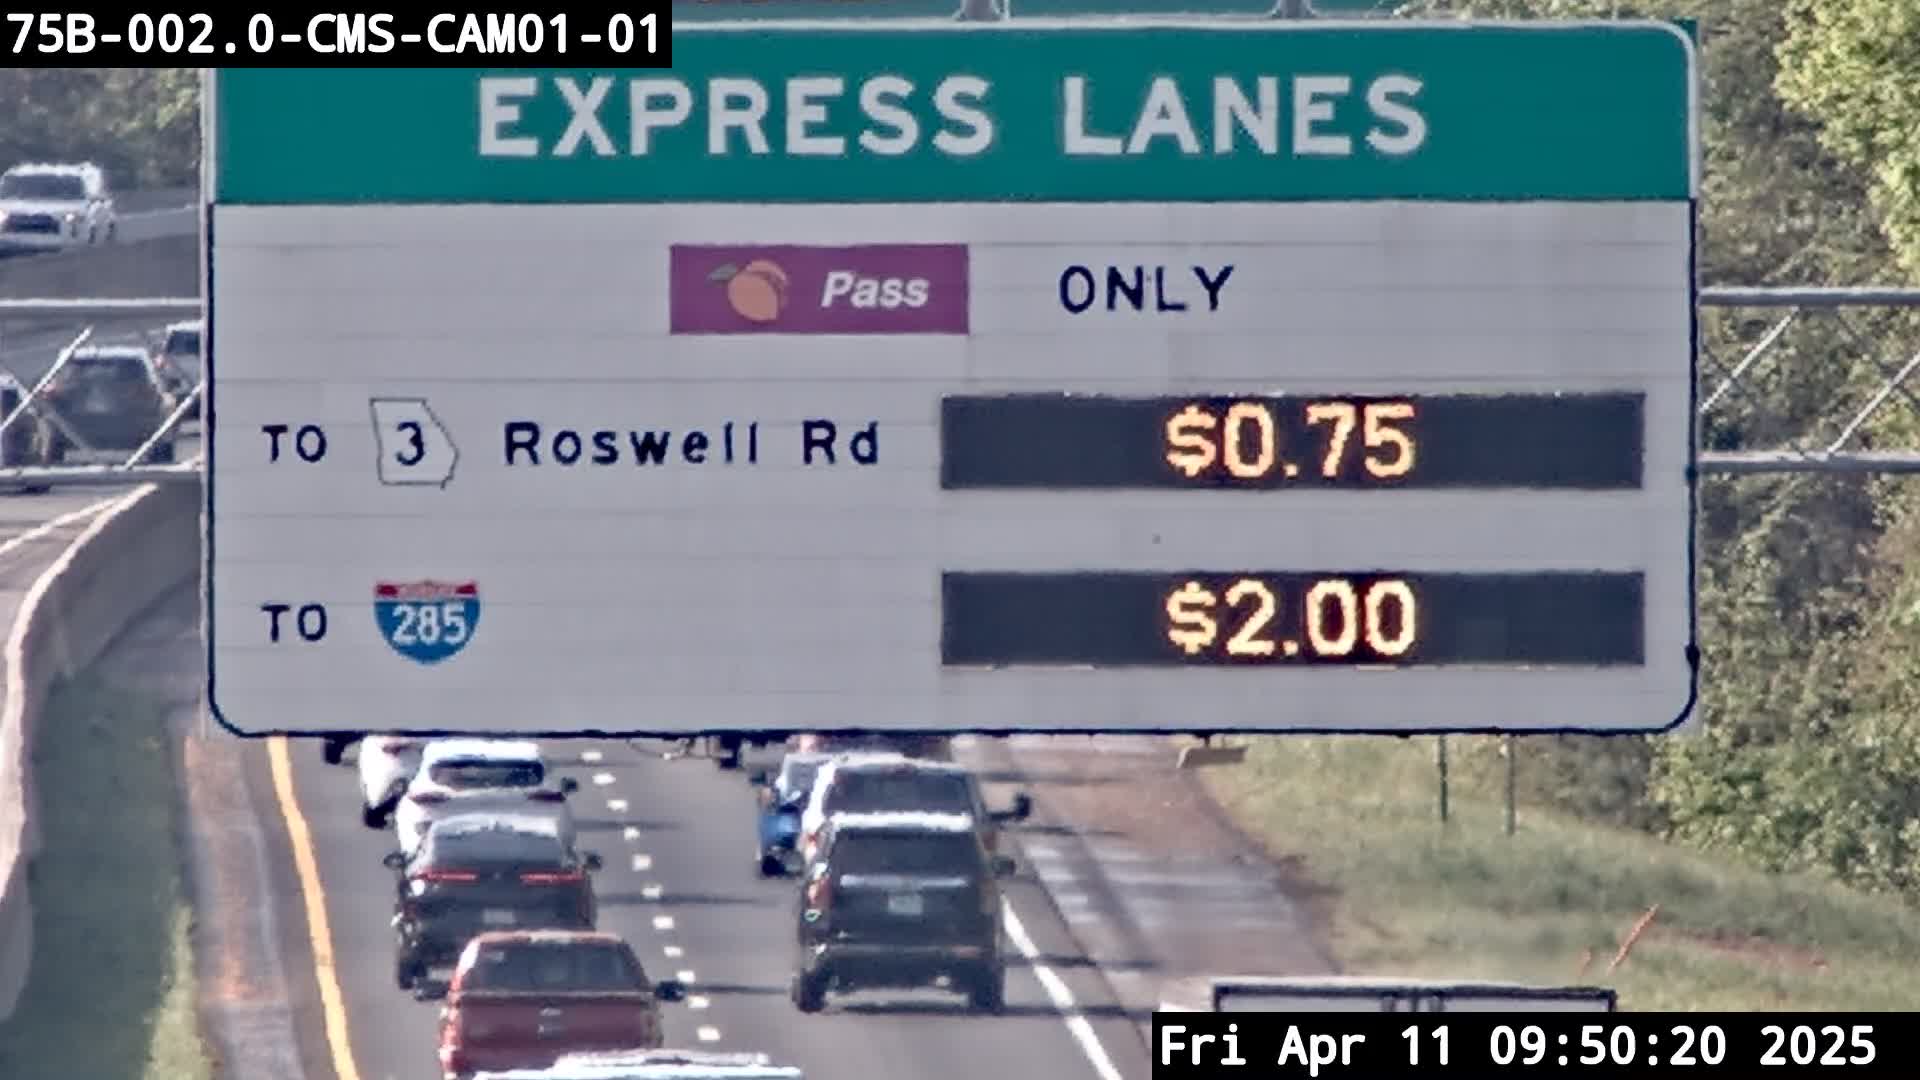 75B-002.0-CMS-CAM01-01
EXPRESS LANES
Pass ONLY
TO 3 Roswell Rd $0.75
TO 285 $2.00
Fri Apr 11 09:50:20 2025